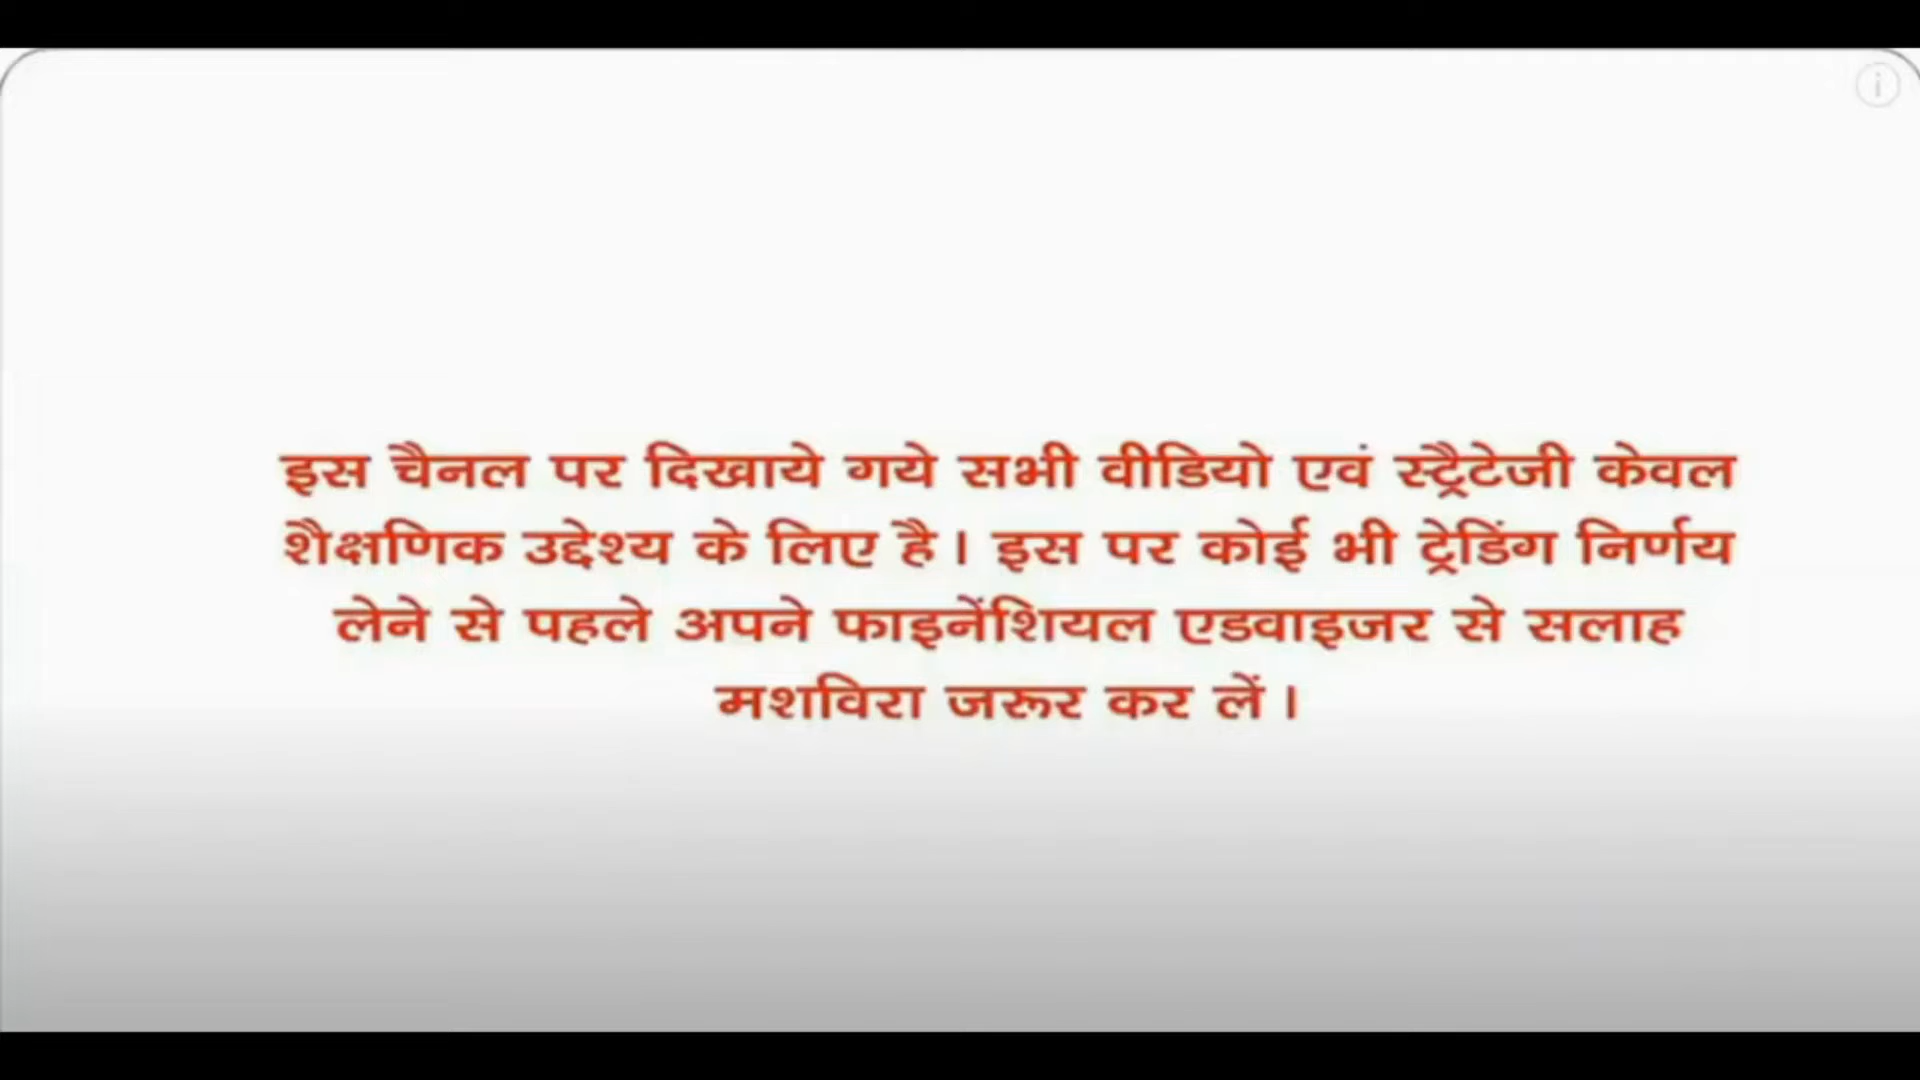 इस चैनल पर दिखाये गये सभी वीडियो एवं स्ट्रैटेजी केवल
शैक्षणिक उद्देश्य के लिए है। इस पर कोई भी ट्रेडिंग निर्णय
लेने से पहले अपने फाइनेंशियल एडवाइजर से सलाह
मशविरा जरूर कर लें।